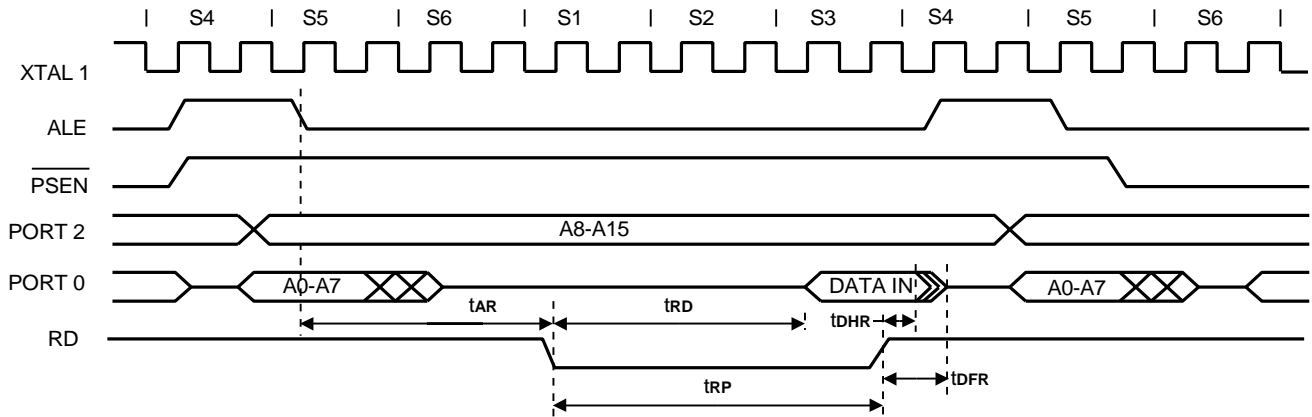 | S4 | S5 | S6 | S1 | S2 | S3 | S4 | S5 | S6 |
XTAL 1
ALE
PSEN
PORT 2
A8-A15
PORT 0
A0-A7
DATA IN
A0-A7
tAR
tRD
tDHR
RD
tRP
tDFR